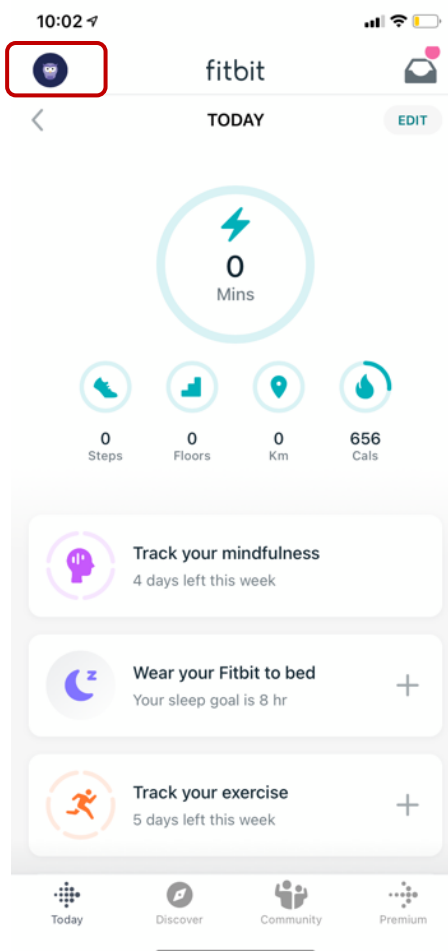 10:02
fitbit
TODAY
EDIT
0
Mins
0
Steps
0
Floors
0
Km
656
Cals
Track your mindfulness
4 days left this week
z
Wear your Fitbit to bed
Your sleep goal is 8 hr
Track your exercise
5 days left this week
Today
Discover
Community
Premium